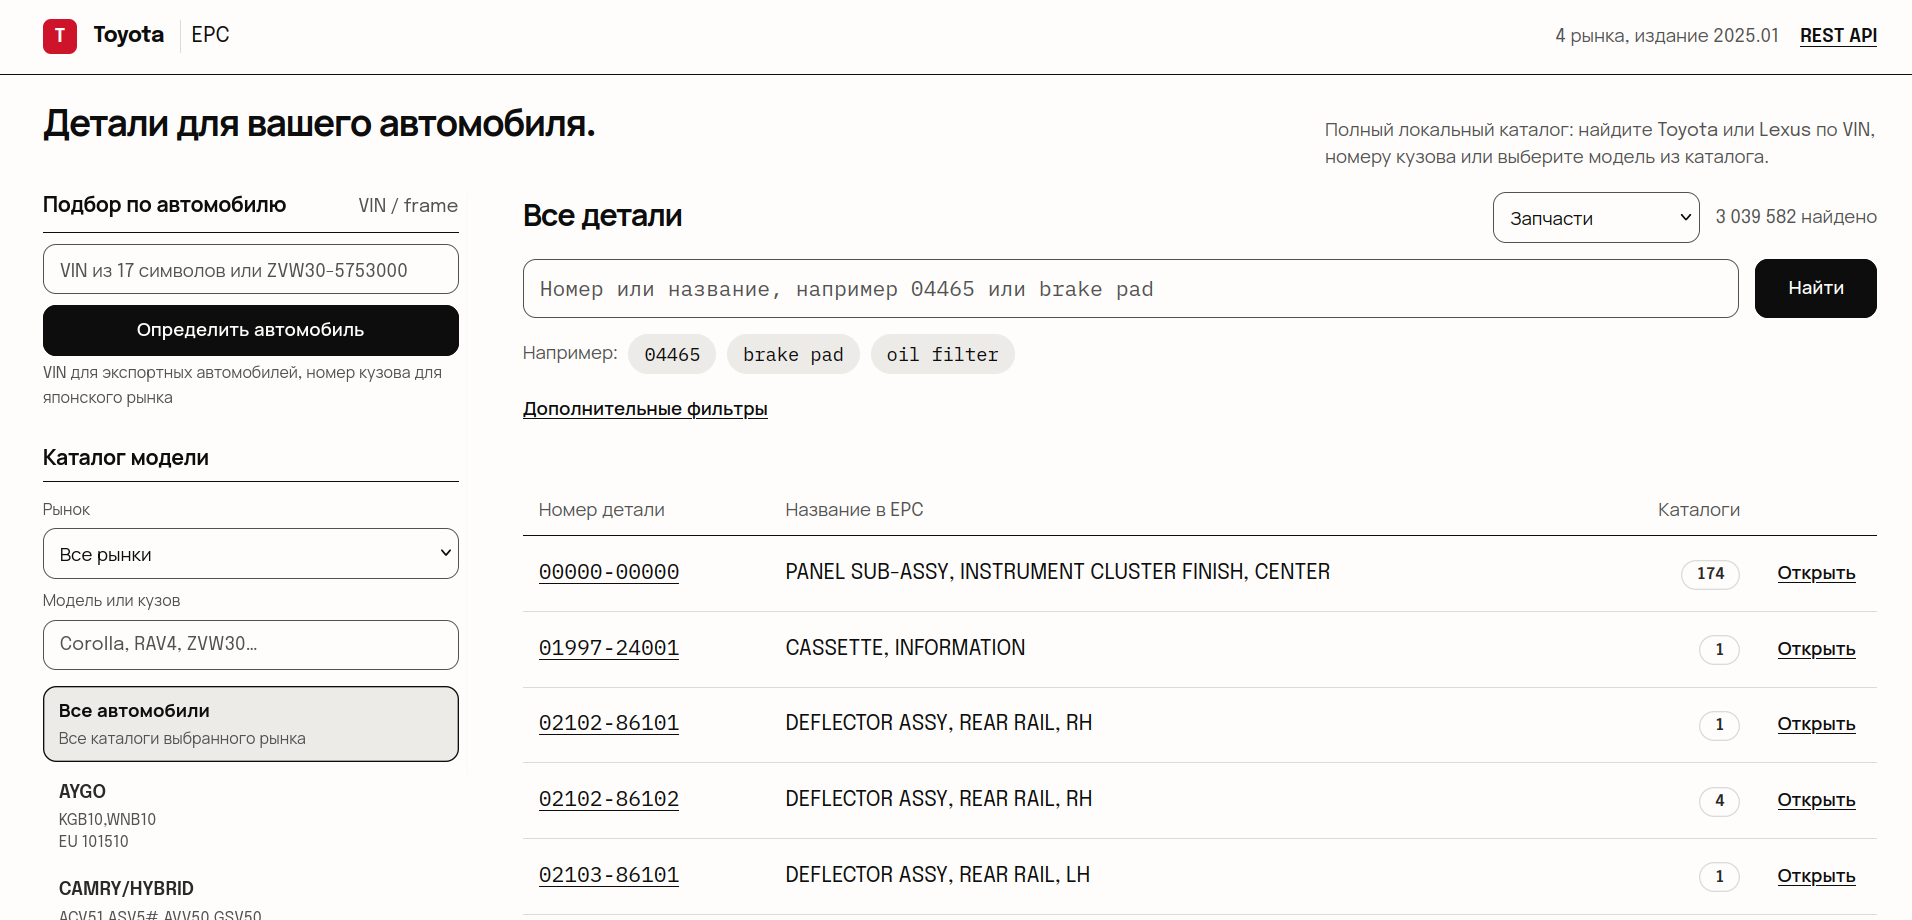 T Toyota EPC
4 рынка, издание 2025.01 REST API
Детали для вашего автомобиля.
Полный локальный каталог: найдите Toyota или Lexus по VIN,
номеру кузова или выберите модель из каталога.
Подбор по автомобилю VIN / frame
VIN из 17 символов или ZVW30-5753000
Определить автомобиль
VIN для экспортных автомобилей, номер кузова для
японского рынка
Каталог модели
Рынок
Все рынки
Модель или кузов
Corolla, RAV4, ZVW30…
Все автомобили
Все каталоги выбранного рынка
AYGO
KGB10,WNB10
EU 101510
CAMRY/HYBRID
ACV51,ASV5#,AVV50,GSV50
Все детали
Запчасти
3 039 582 найдено
Номер или название, например 04465 или brake pad
Найти
Например: 04465 brake pad oil filter
Дополнительные фильтры
Номер детали Название в EPC Каталоги
00000-00000 PANEL SUB-ASSY, INSTRUMENT CLUSTER FINISH, CENTER 174 Открыть
01997-24001 CASSETTE, INFORMATION 1 Открыть
02102-86101 DEFLECTOR ASSY, REAR RAIL, RH 1 Открыть
02102-86102 DEFLECTOR ASSY, REAR RAIL, RH 4 Открыть
02103-86101 DEFLECTOR ASSY, REAR RAIL, LH 1 Открыть